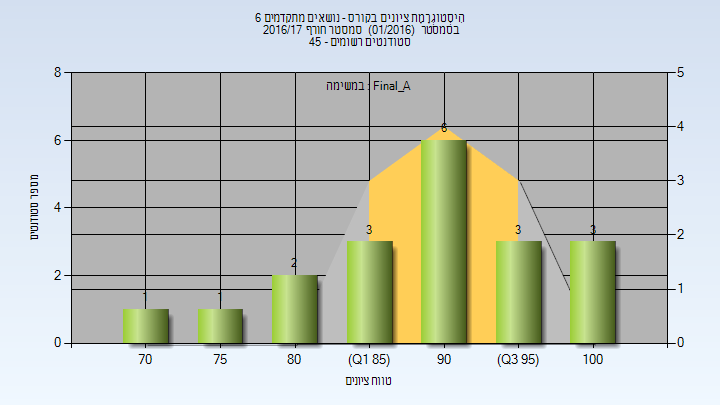 היסטוגרמת ציונים בקורס - נושאים מתקדמים 6
בסמסטר (01/2016) סמסטר חורף 2016/17
סטודנטים רשומים - 45
במשימה : Final_A
מספר סטודנטים
8
6
4
2
0
5
4
3
2
1
0
1
1
2
3
6
3
3
70
75
80
(Q1 85)
90
(Q3 95)
100
טווח ציונים